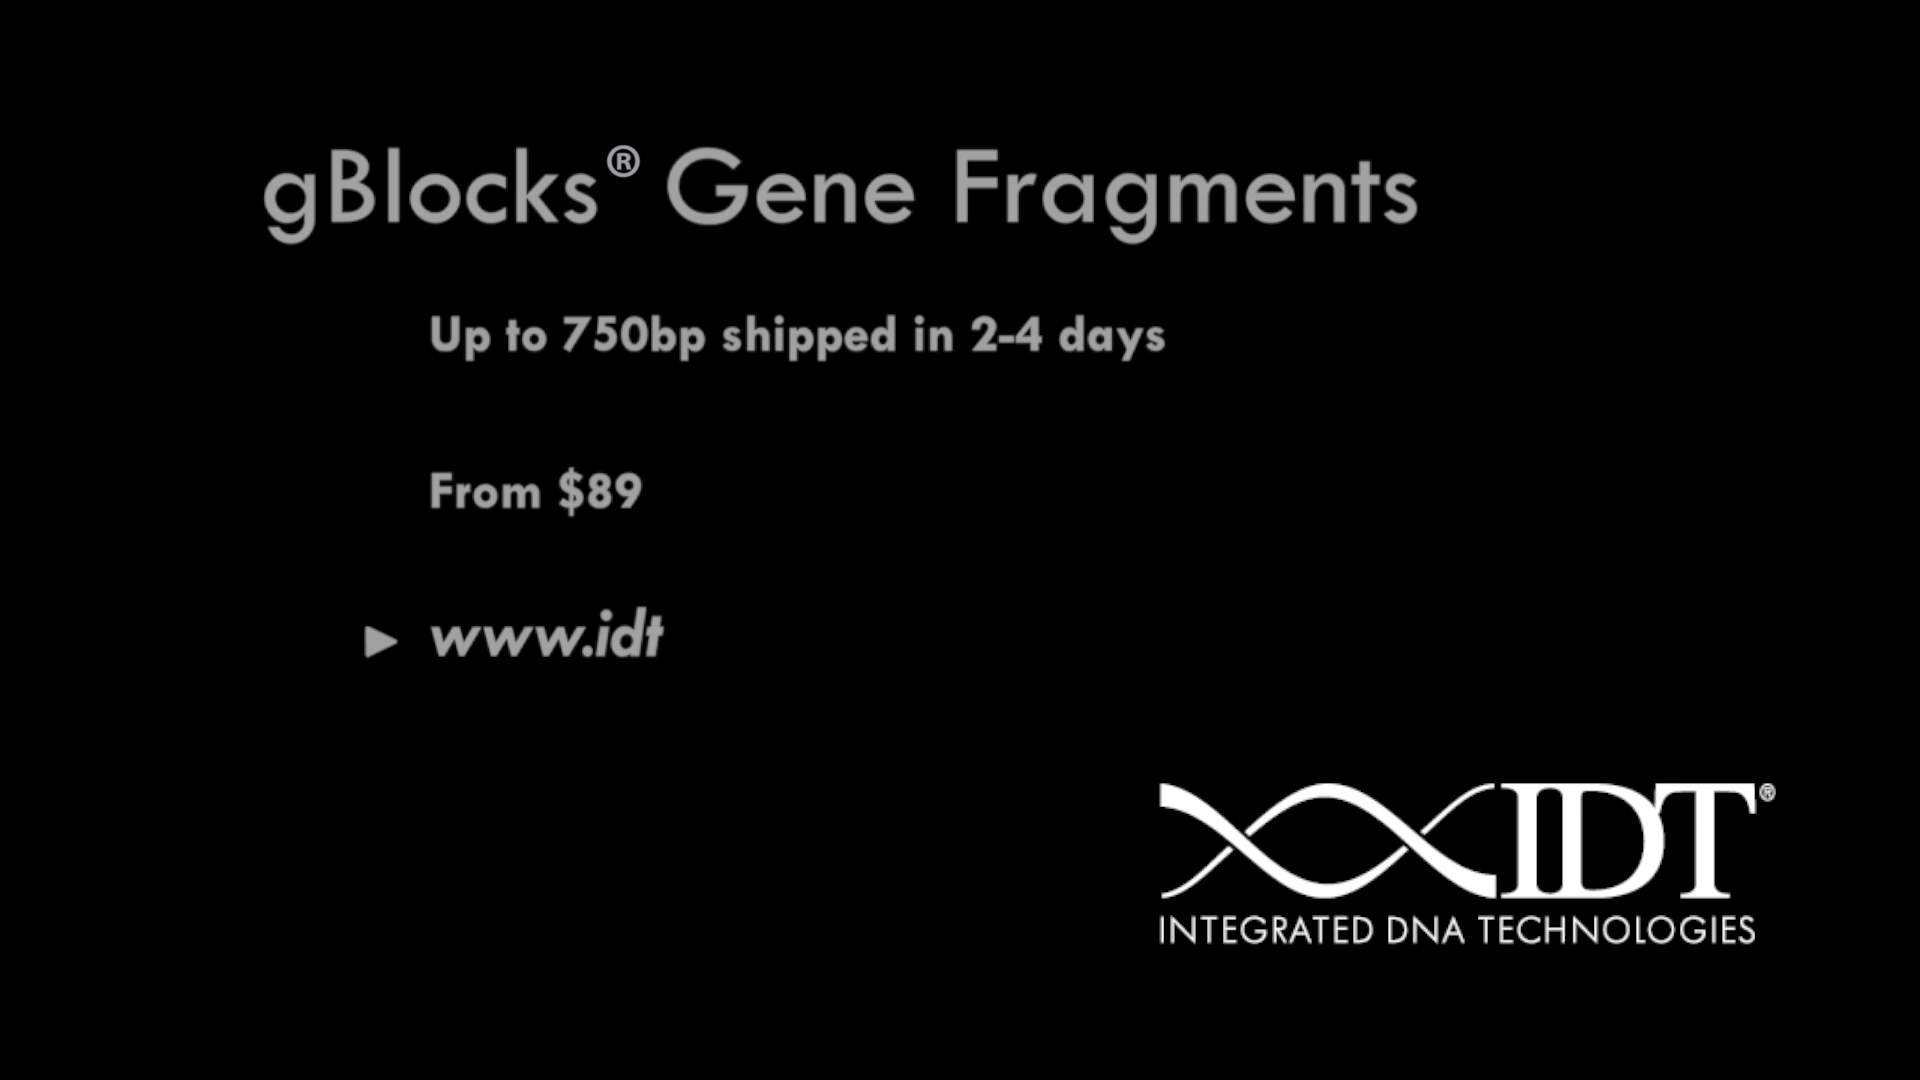 gBlocks® Gene Fragments
Up to 750bp shipped in 2-4 days
From $89
► www.idt
IDT®
INTEGRATED DNA TECHNOLOGIES